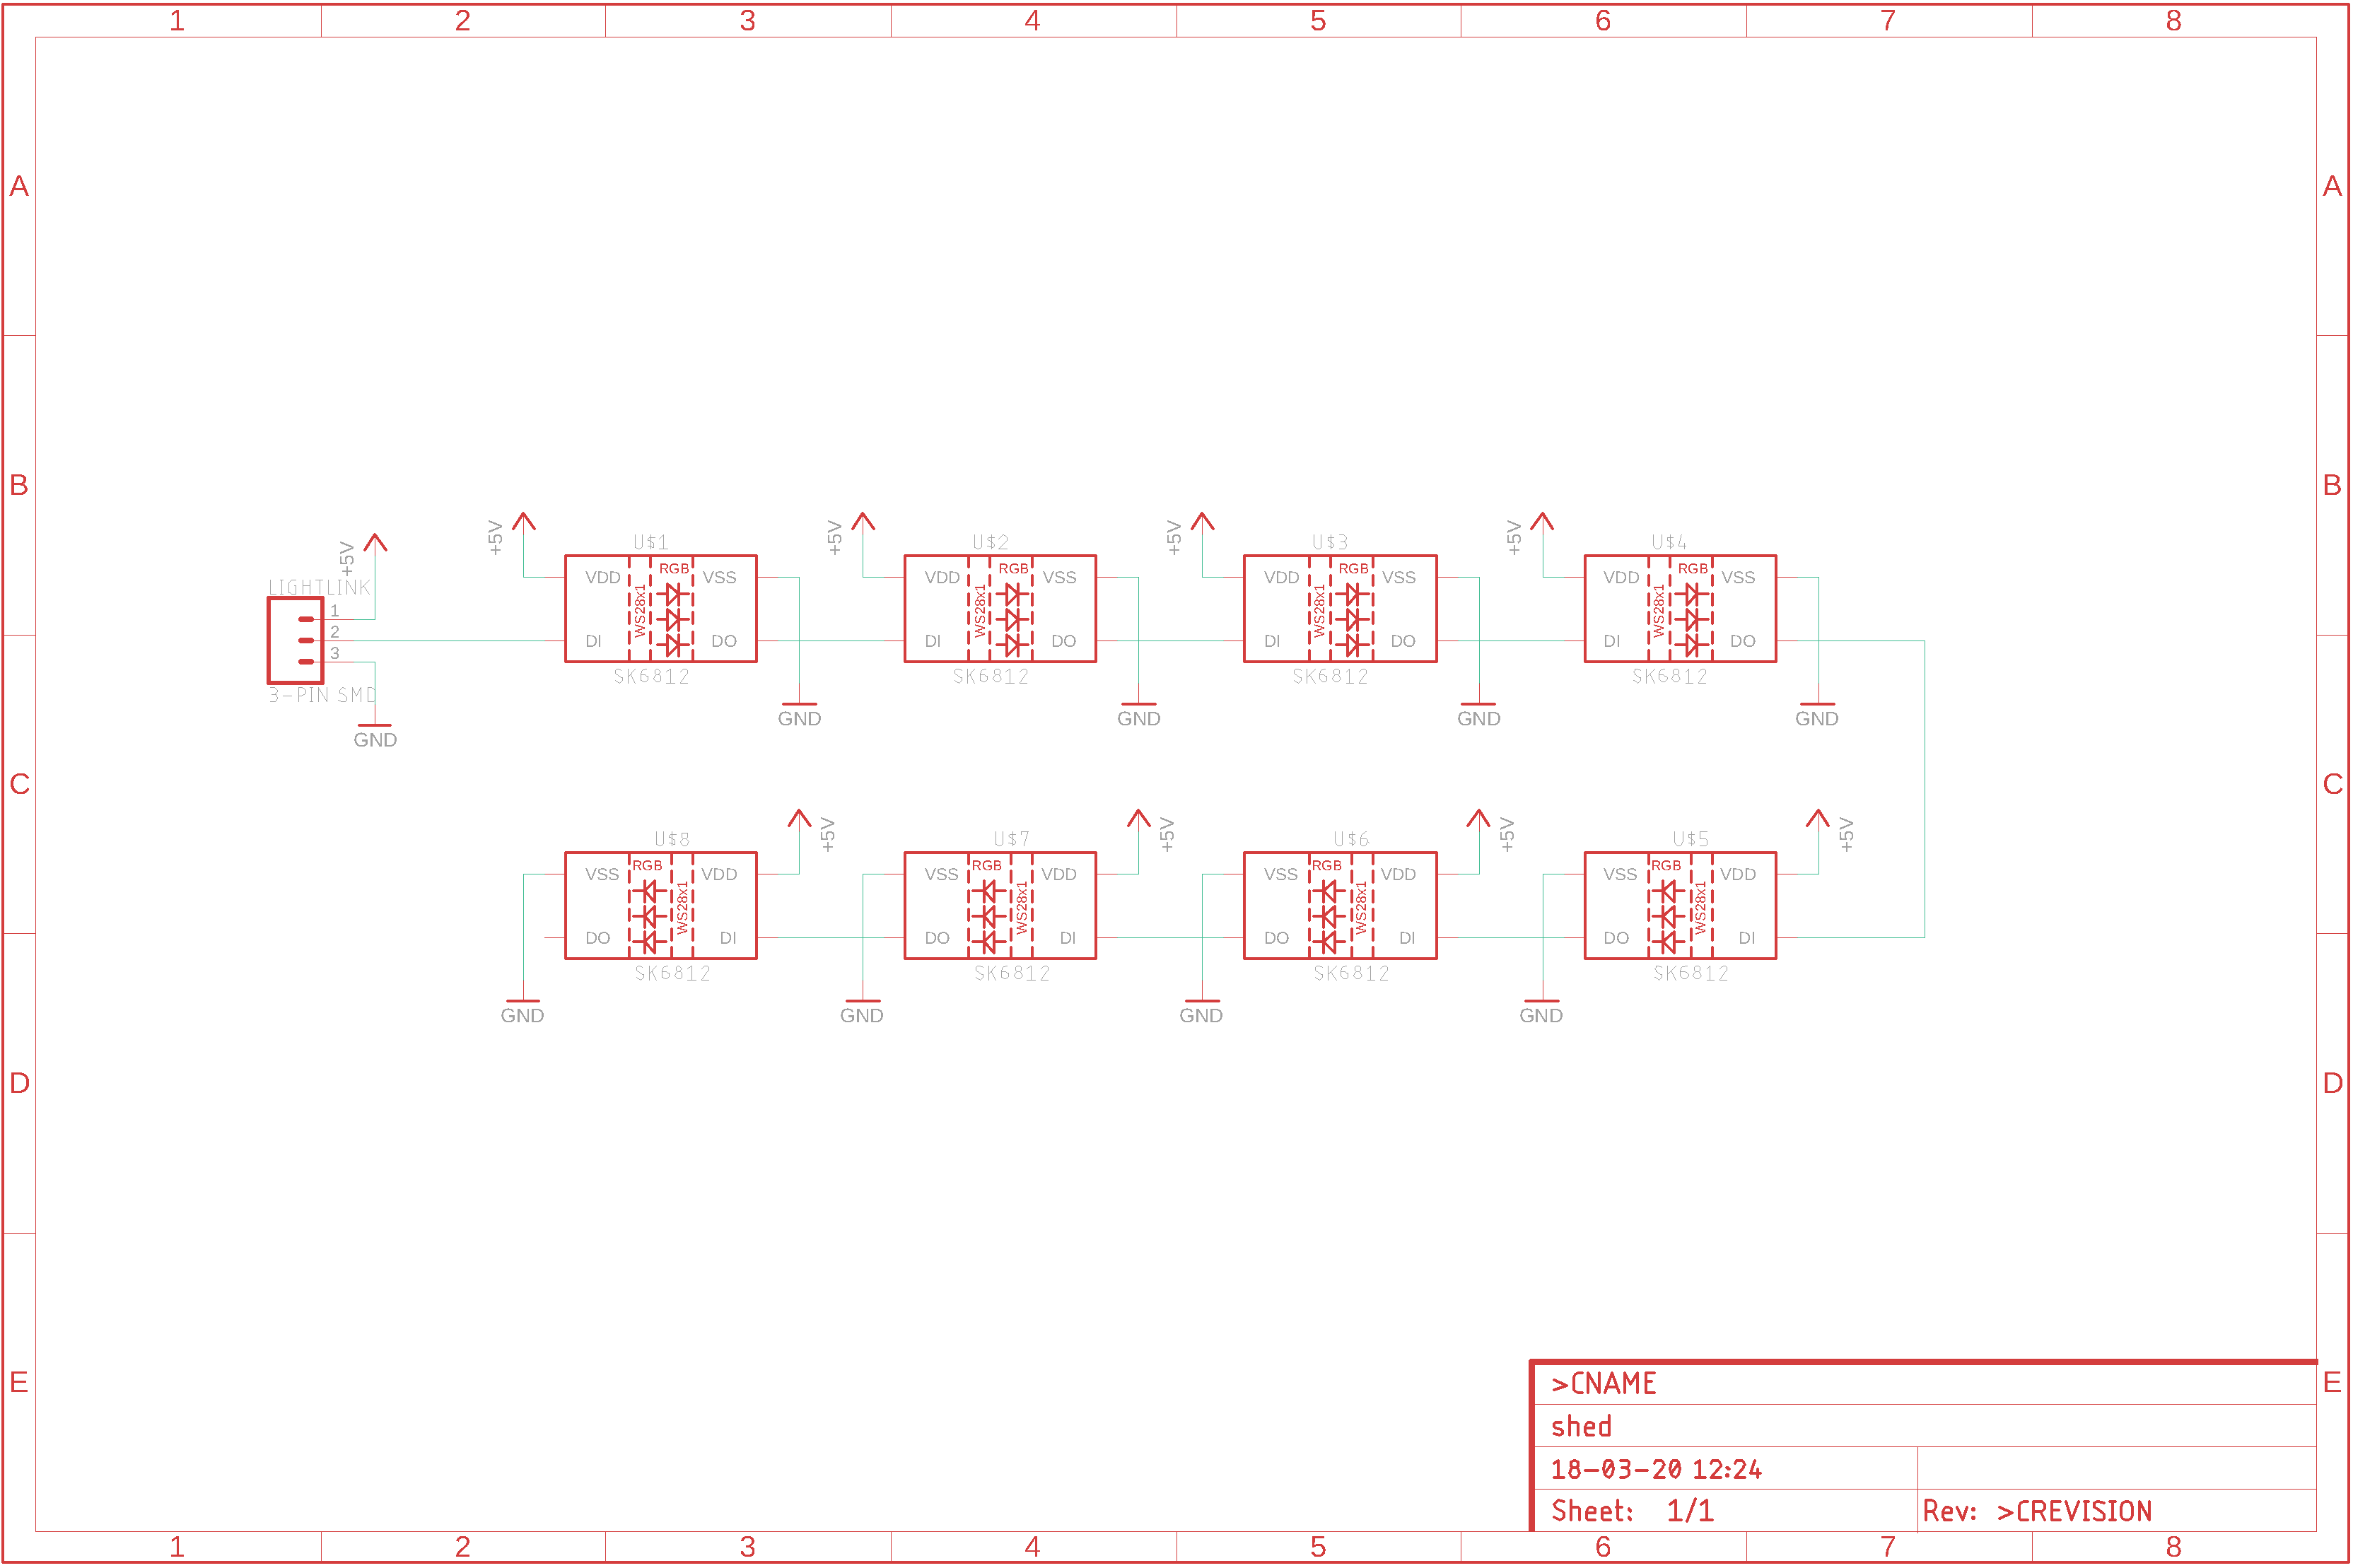 1 2 3 4 5 6 7 8
A A
B B
+5V +5V +5V +5V
+5V
U$1 U$2 U$3 U$4
LIGHTLINK
1
2
3
3-PIN SMD
GND
VDD WS28x1 RGB VSS
DI DO
SK6812
GND
VDD WS28x1 RGB VSS
DI DO
SK6812
GND
VDD WS28x1 RGB VSS
DI DO
SK6812
GND
VDD WS28x1 RGB VSS
DI DO
SK6812
GND
C C
+5V +5V +5V +5V
U$8 U$7 U$6 U$5
VSS RGB WS28x1 VDD
DO DI
SK6812
GND
VSS RGB WS28x1 VDD
DO DI
SK6812
GND
VSS RGB WS28x1 VDD
DO DI
SK6812
GND
VSS RGB WS28x1 VDD
DO DI
SK6812
GND
D D
E E
>CNAME
shed
18-03-20 12:24
Sheet: 1/1 Rev: >CREVISION
1 2 3 4 5 6 7 8